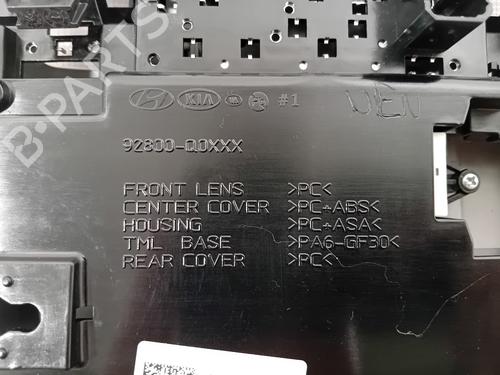 KIA #1 VIEN
92800-Q0XXX
FRONT LENS >PC<
CENTER COVER >PC+ABS<
HOUSING >PC+ASA<
TML BASE >PA6-GF30<
REAR COVER >PC<
B-PARTS